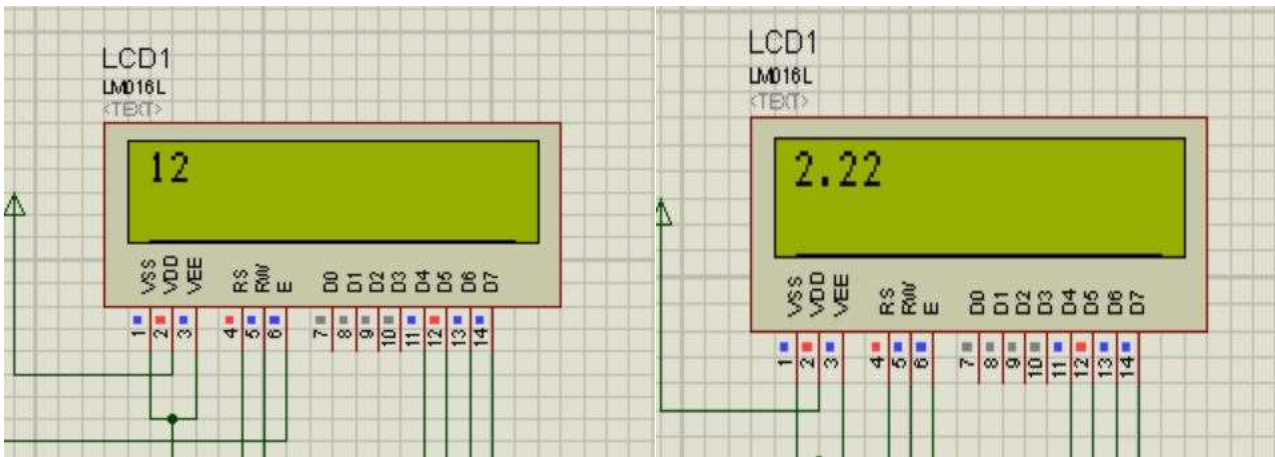 LCD1
LM016L
<TEXT>
12
VSS VDD VEE RS RW E D0 D1 D2 D3 D4 D5 D6 D7
1 2 3 4 5 6 7 8 9 10 11 12 13 14
LCD1
LM016L
<TEXT>
2.22
VSS VDD VEE RS RW E D0 D1 D2 D3 D4 D5 D6 D7
1 2 3 4 5 6 7 8 9 10 11 12 13 14